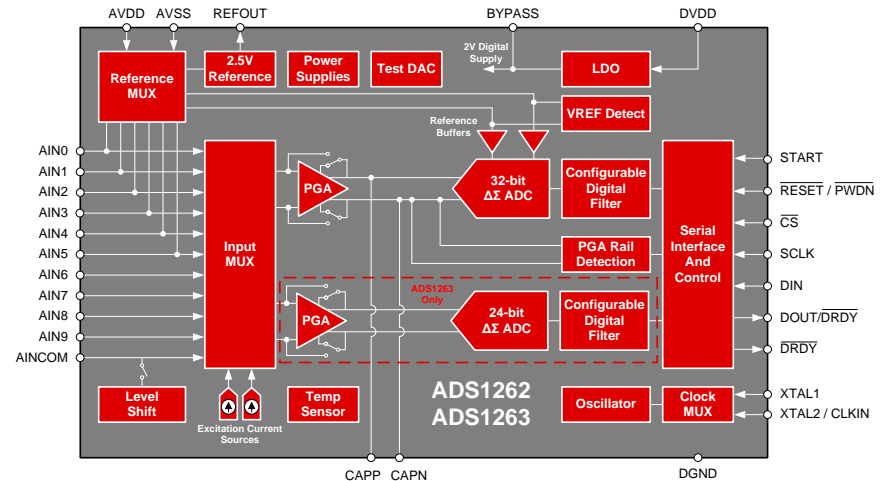 AVDD AVSS REFOUT BYPASS DVDD
Reference
MUX
2.5V
Reference
Power
Supplies
Test DAC
2V Digital
Supply
LDO
VREF Detect
Reference
Buffers
AIN0
AIN1
AIN2
AIN3
AIN4
AIN5
AIN6
AIN7
AIN8
AIN9
AINCOM
Input
MUX
PGA
32-bit
ΔΣ ADC
Configurable
Digital
Filter
PGA Rail
Detection
Serial
Interface
And
Control
START
RESET / PWDN
CS
SCLK
DIN
DOUT/DRDY
DRDY
ADS1263
Only
PGA
24-bit
ΔΣ ADC
Configurable
Digital
Filter
Level
Shift
Excitation Current
Sources
Temp
Sensor
ADS1262
ADS1263
Oscillator
Clock
MUX
XTAL1
XTAL2 / CLKIN
CAPP CAPN DGND